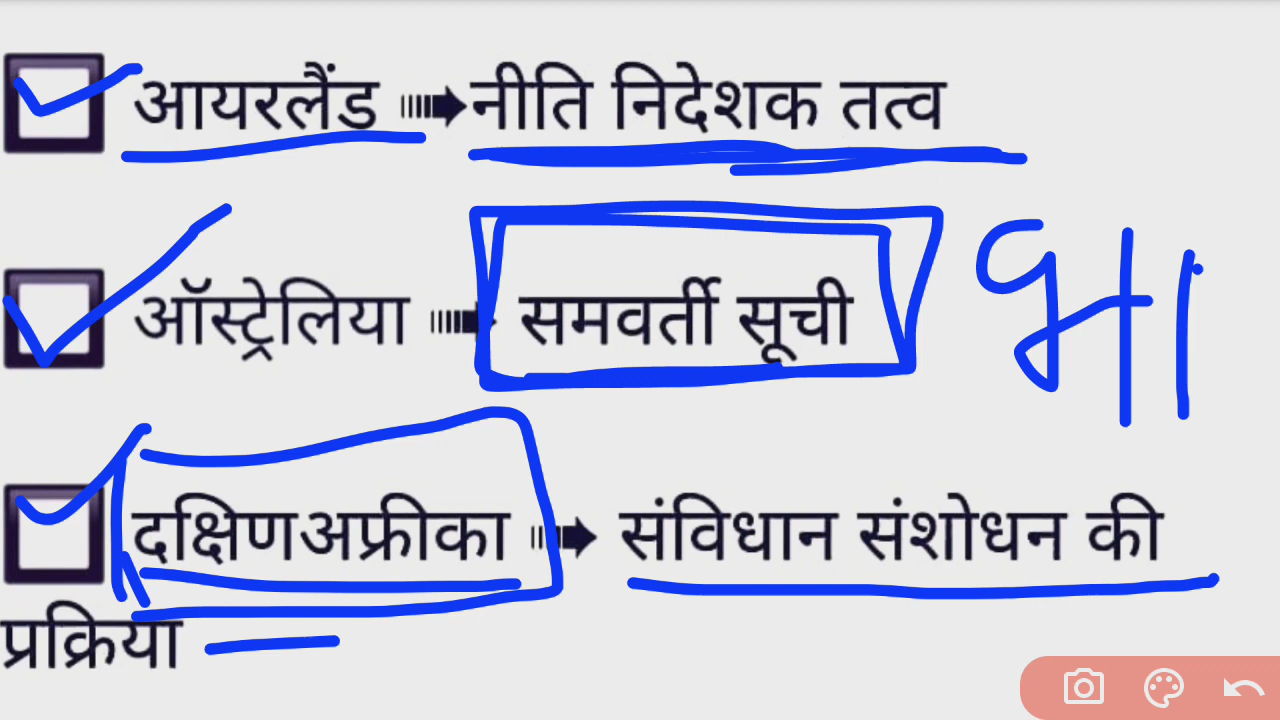 आयरलैंड ➠ नीति निदेशक तत्व
ऑस्ट्रेलिया ➠ समवर्ती सूची
दक्षिणअफ्रीका ➠ संविधान संशोधन की
प्रक्रिया